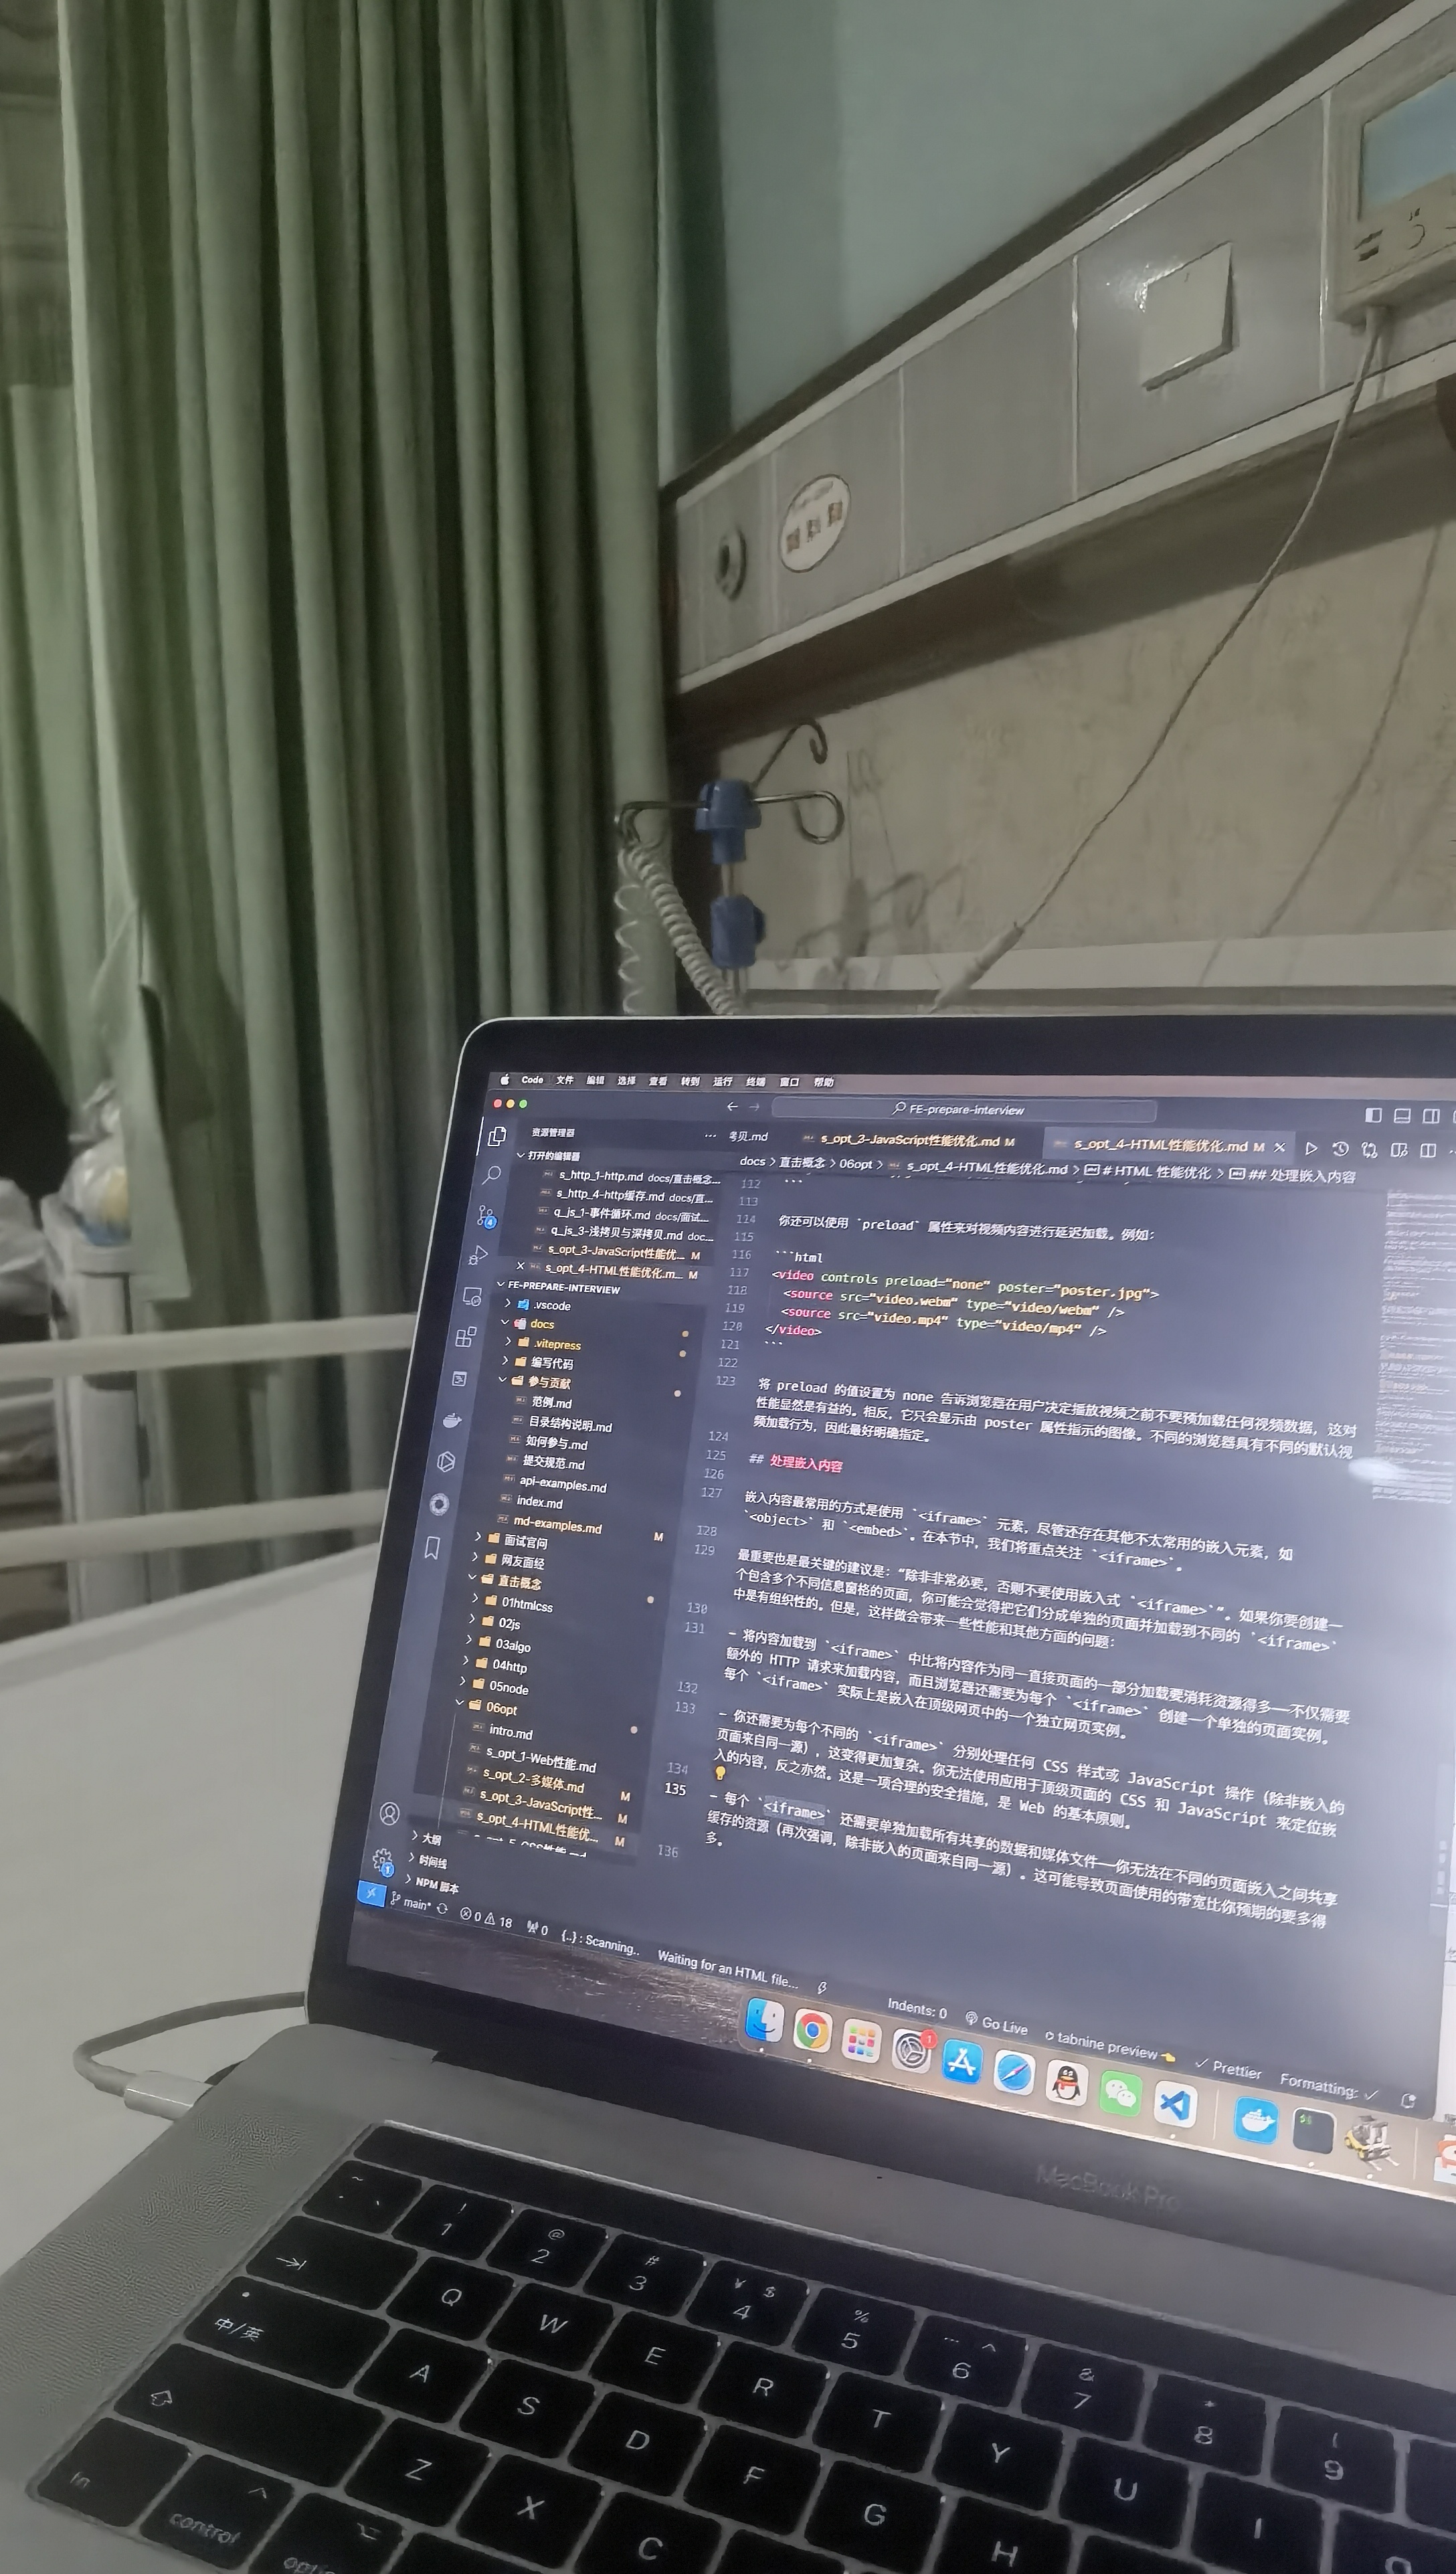 Code 文件 编辑 选择 查看 转到 运行 终端 窗口 帮助
FE-prepare-interview
资源管理器
考贝.md
s_opt_3-JavaScript性能优化.md M
s_opt_4-HTML性能优化.md M
docs > 直击概念 > 06opt > s_opt_4-HTML性能优化.md > # HTML 性能优化 > ## 处理嵌入内容
打开的编辑器
s_http_1-http.md docs/直击概念...
s_http_4-http缓存.md docs/直...
q_js_1-事件循环.md docs/面试...
q_js_3-浅拷贝与深拷贝.md doc...
s_opt_3-JavaScript性能优... M
s_opt_4-HTML性能优化.m... M
FE-PREPARE-INTERVIEW
.vscode
docs
.vitepress
编写代码
参与贡献
范例.md
目录结构说明.md
如何参与.md
提交规范.md
api-examples.md
index.md
md-examples.md M
面试官问
网友面经
直击概念
01htmlcss
02js
03algo
04http
05node
06opt
intro.md
s_opt_1-Web性能.md
s_opt_2-多媒体.md M
s_opt_3-JavaScript性... M
s_opt_4-HTML性能优... M
大纲
时间线
NPM 脚本
112 ```
113
114 你还可以使用 `preload` 属性来对视频内容进行延迟加载。例如：
115
116 ```html
117 <video controls preload="none" poster="poster.jpg">
118 <source src="video.webm" type="video/webm" />
119 <source src="video.mp4" type="video/mp4" />
120 </video>
121 ```
122
123 将 preload 的值设置为 none 告诉浏览器在用户决定播放视频之前不要预加载任何视频数据，这对
性能显然是有益的。相反，它只会显示由 poster 属性指示的图像。不同的浏览器具有不同的默认视
频加载行为，因此最好明确指定。
124
125 ## 处理嵌入内容
126
127 嵌入内容最常用的方式是使用 `<iframe>` 元素，尽管还存在其他不太常用的嵌入元素，如
`<object>` 和 `<embed>`。在本节中，我们将重点关注 `<iframe>`。
128
129 最重要也是最关键的建议是：“除非非常必要，否则不要使用嵌入式 `<iframe>`”。如果你要创建一
个包含多个不同信息窗格的页面，你可能会觉得把它们分成单独的页面并加载到不同的 `<iframe>`
中是有组织性的。但是，这样做会带来一些性能和其他方面的问题：
130
131 - 将内容加载到 `<iframe>` 中比将内容作为同一直接页面的一部分加载要消耗资源得多——不仅需要
额外的 HTTP 请求来加载内容，而且浏览器还需要为每个 `<iframe>` 创建一个单独的页面实例。
每个 `<iframe>` 实际上是嵌入在顶级网页中的一个独立网页实例。
132
133 - 你还需要为每个不同的 `<iframe>` 分别处理任何 CSS 样式或 JavaScript 操作（除非嵌入的
页面来自同一源），这变得更加复杂。你无法使用应用于顶级页面的 CSS 和 JavaScript 来定位嵌
入的内容，反之亦然。这是一项合理的安全措施，是 Web 的基本原则。
134
135 - 每个 `<iframe>` 还需要单独加载所有共享的数据和媒体文件——你无法在不同的页面嵌入之间共享
缓存的资源（再次强调，除非嵌入的页面来自同一源）。这可能导致页面使用的带宽比你预期的要多得
多。
136
main* 0 18 0 {..} : Scanning.. Waiting for an HTML file... Indents: 0 Go Live tabnine preview Prettier Formatting:
MacBook Pro
~ ! 1 @ 2 # 3 ¥ $ 4 % 5 … ^ 6 & 7 * 8 ( 9
Q W E R T Y U I
中/英 A S D F G H
Z X C
fn control option